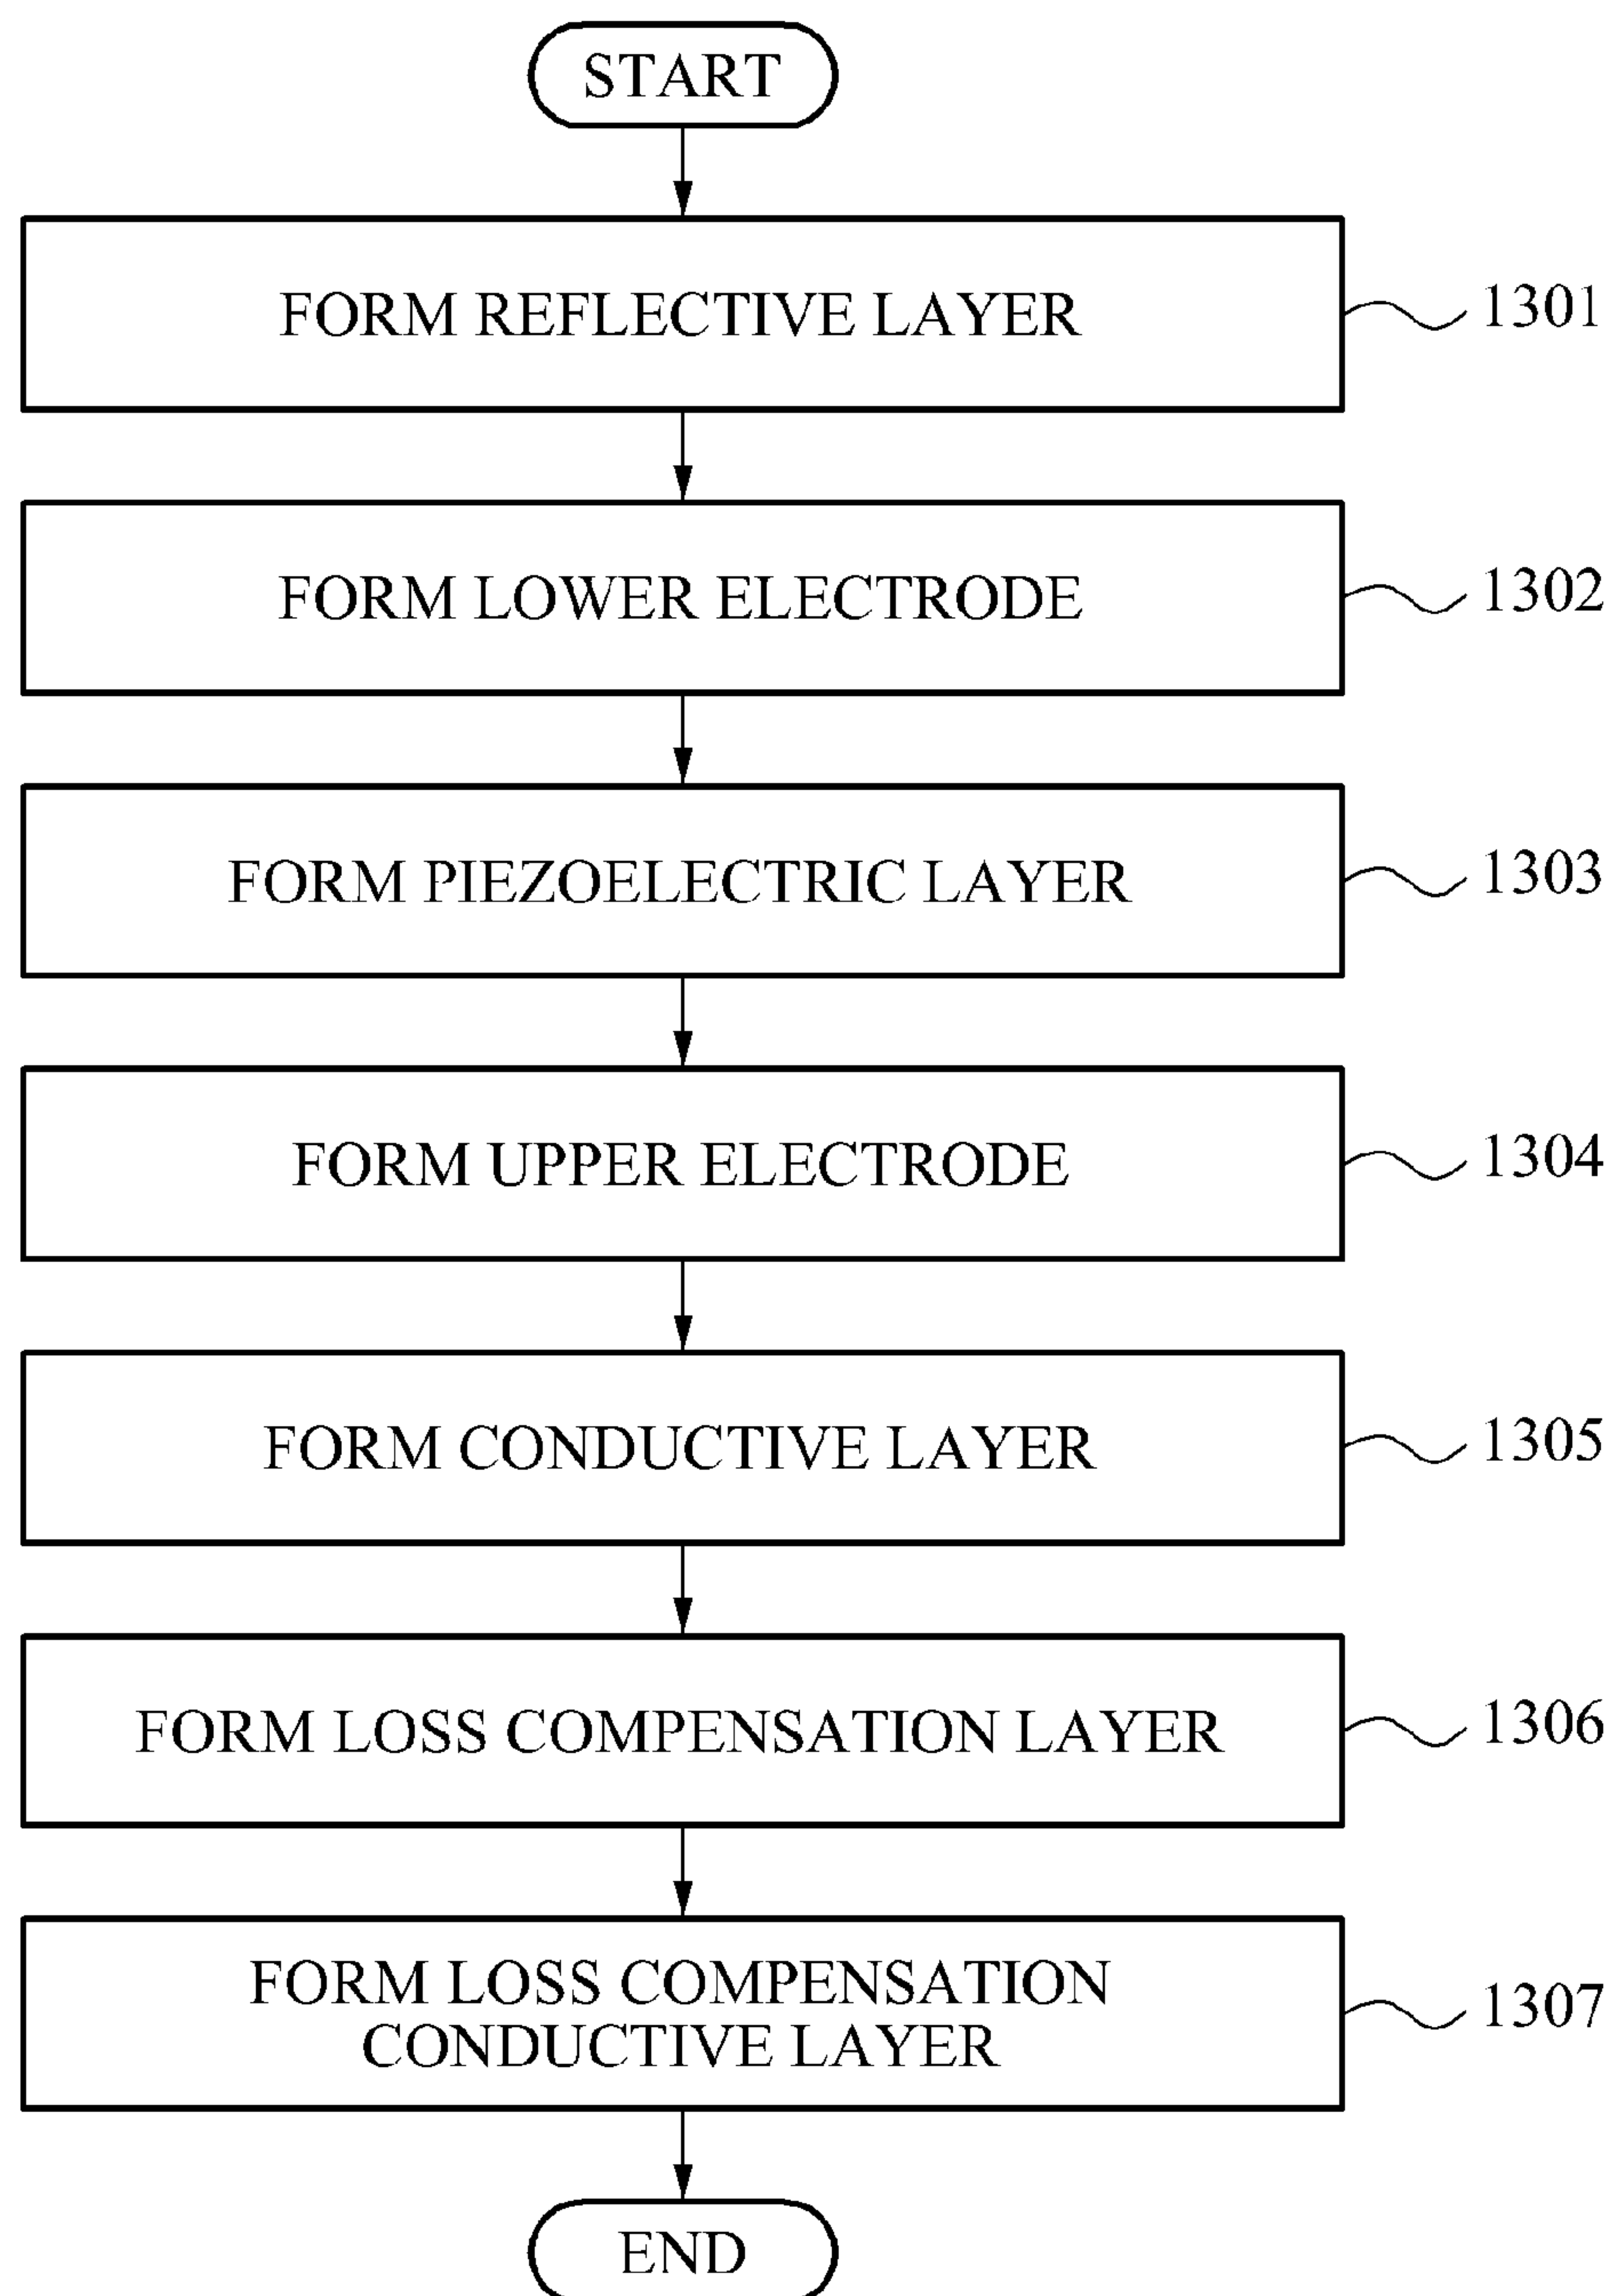 START
FORM REFLECTIVE LAYER
1301
FORM LOWER ELECTRODE
1302
FORM PIEZOELECTRIC LAYER
1303
FORM UPPER ELECTRODE
1304
FORM CONDUCTIVE LAYER
1305
FORM LOSS COMPENSATION LAYER
1306
FORM LOSS COMPENSATION
CONDUCTIVE LAYER
1307
END